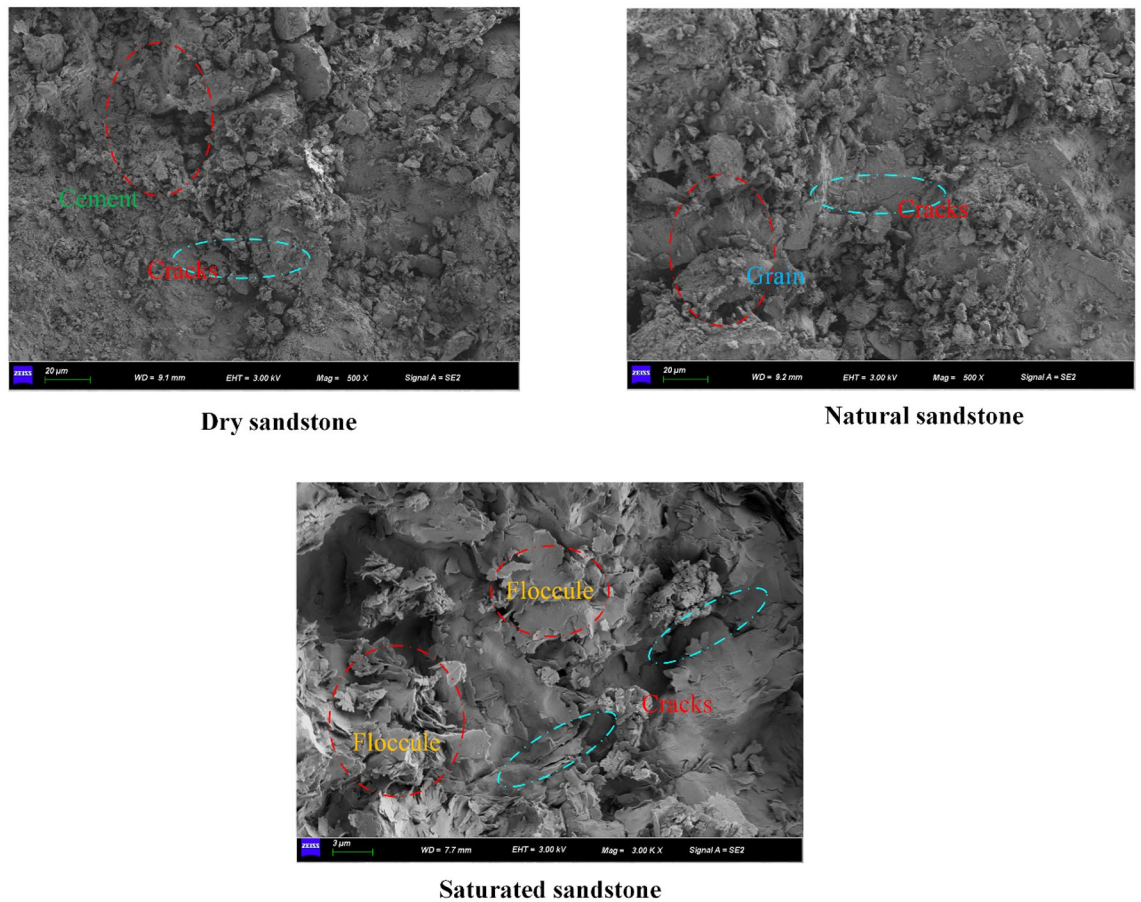 Cement
Cracks
ZEISS
20 µm
WD = 9.1 mm
EHT = 3.00 kV
Mag = 500 X
Signal A = SE2
Dry sandstone
Cracks
Grain
ZEISS
20 µm
WD = 9.2 mm
EHT = 3.00 kV
Mag = 500 X
Signal A = SE2
Natural sandstone
Floccule
Cracks
Floccule
ZEISS
3 µm
WD = 7.7 mm
EHT = 3.00 kV
Mag = 3.00 K X
Signal A = SE2
Saturated sandstone